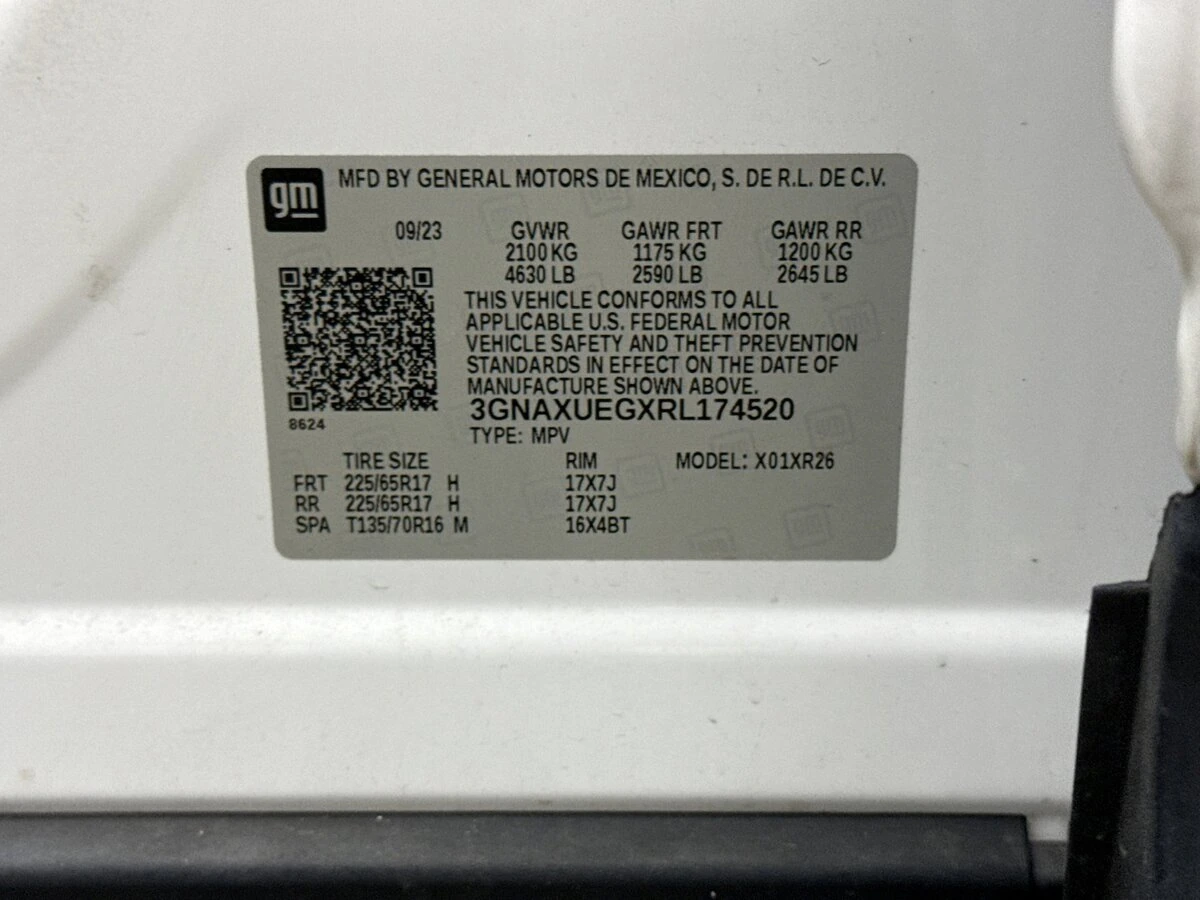 gm
MFD BY GENERAL MOTORS DE MEXICO, S. DE R.L. DE C.V.
09/23 GVWR GAWR FRT GAWR RR
2100 KG 1175 KG 1200 KG
4630 LB 2590 LB 2645 LB
THIS VEHICLE CONFORMS TO ALL
APPLICABLE U.S. FEDERAL MOTOR
VEHICLE SAFETY AND THEFT PREVENTION
STANDARDS IN EFFECT ON THE DATE OF
MANUFACTURE SHOWN ABOVE.
3GNAXUEGXRL174520
8624
TYPE: MPV
TIRE SIZE RIM MODEL: X01XR26
FRT 225/65R17 H 17X7J
RR 225/65R17 H 17X7J
SPA T135/70R16 M 16X4BT